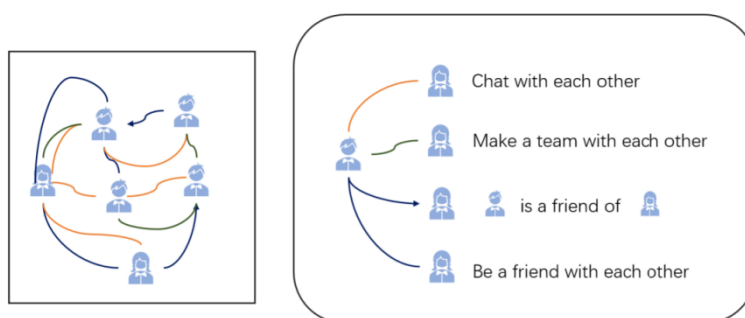 Chat with each other
Make a team with each other
is a friend of
Be a friend with each other